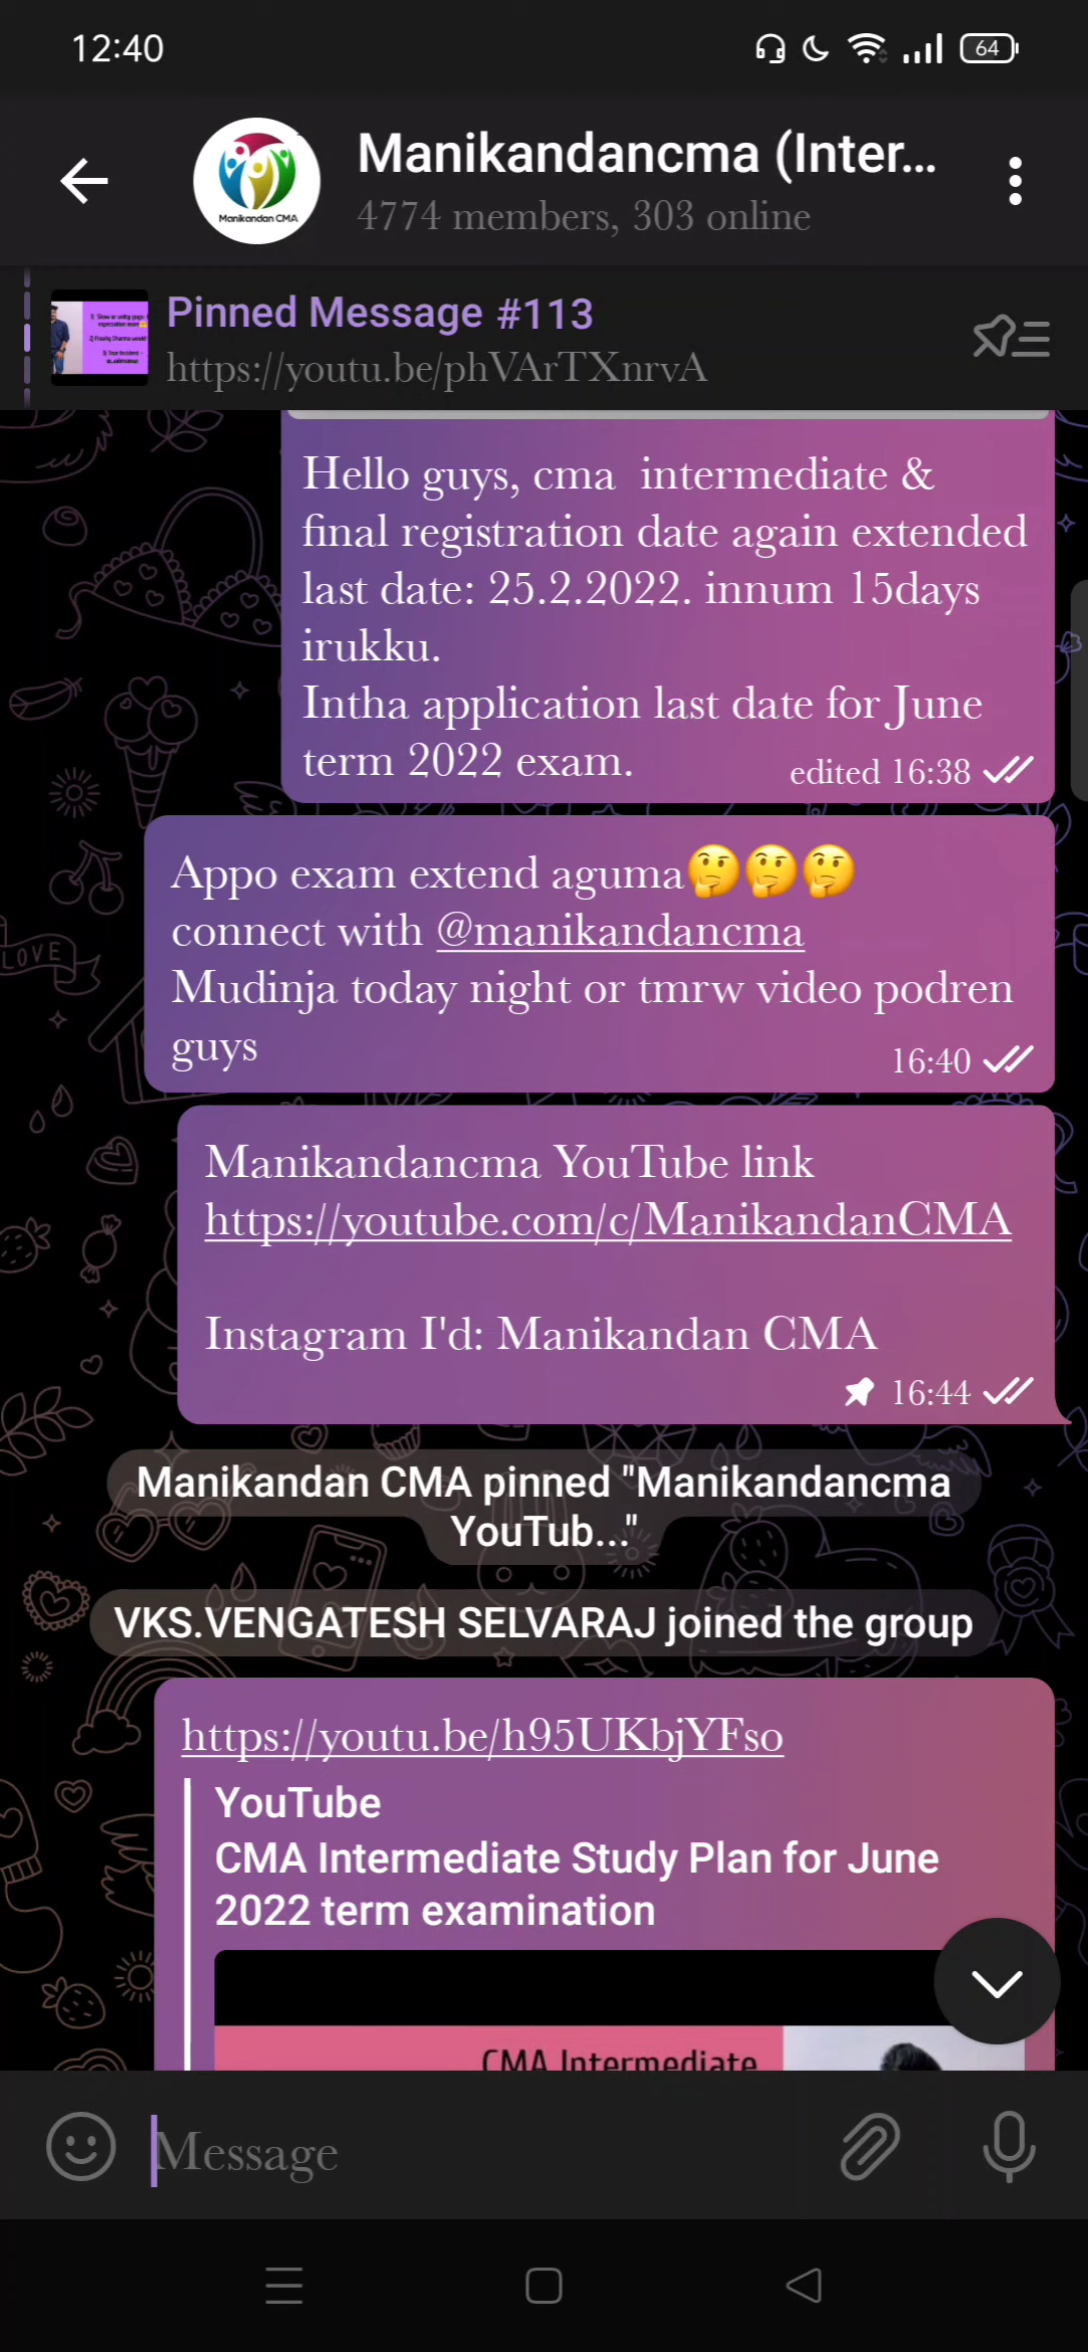 12:40
64
Manikandancma (Inter...
Manikandan CMA
4774 members, 303 online
Pinned Message #113
https://youtu.be/phVArTXnrvA
Hello guys, cma  intermediate &
final registration date again extended
last date: 25.2.2022. innum 15days
irukku.
Intha application last date for June
term 2022 exam.
edited 16:38
Appo exam extend aguma🤔🤔🤔
connect with @manikandancma
Mudinja today night or tmrw video podren
guys
16:40
Manikandancma YouTube link
https://youtube.com/c/ManikandanCMA
Instagram I'd: Manikandan CMA
16:44
Manikandan CMA pinned "Manikandancma
YouTub..."
VKS.VENGATESH SELVARAJ joined the group
LOVE
https://youtu.be/h95UKbjYFso
YouTube
CMA Intermediate Study Plan for June
2022 term examination
CMA Intermediate
Message